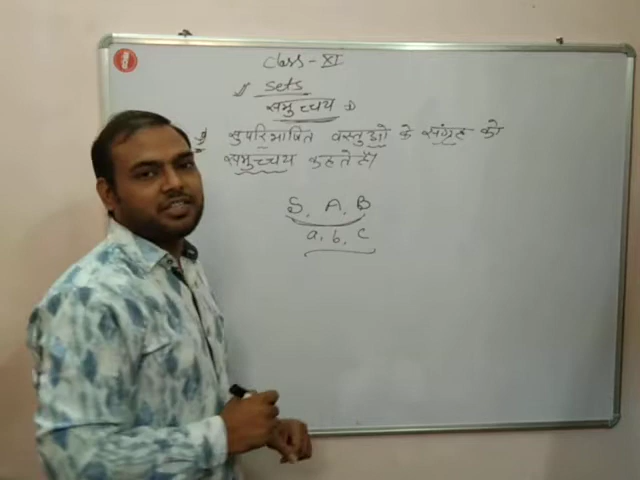 Class - XI
Sets
समुच्चय
सुपरिभाषित वस्तुओ के संग्रह को
समुच्चय कहते है।
S, A, B
a, b, c